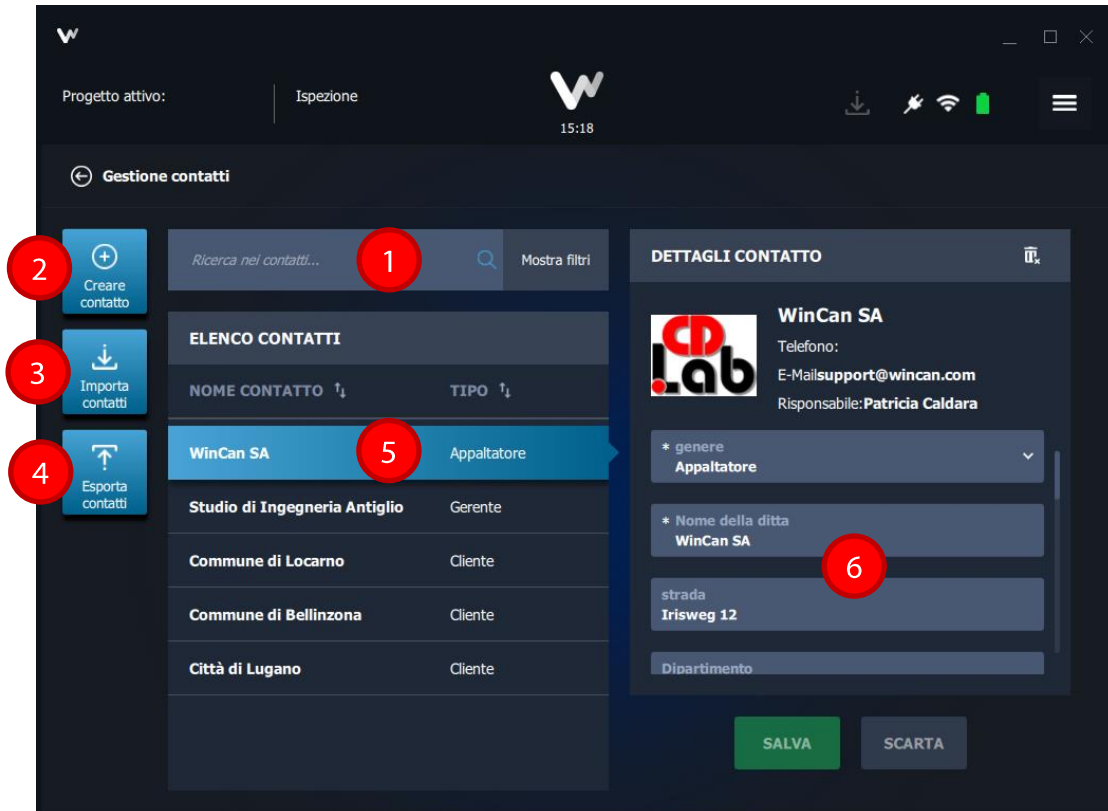 Progetto attivo:
Ispezione
15:18
Gestione contatti
2
Creare
contatto
3
Importa
contatti
4
Esporta
contatti
Ricerca nei contatti...
1
Mostra filtri
ELENCO CONTATTI
NOME CONTATTO TIPO
WinCan SA 5 Appaltatore
Studio di Ingegneria Antiglio Gerente
Commune di Locarno Cliente
Commune di Bellinzona Cliente
Città di Lugano Cliente
DETTAGLI CONTATTO
CD
Lab
WinCan SA
Telefono:
E-Mailsupport@wincan.com
Risponsabile:Patricia Caldara
* genere
Appaltatore
* Nome della ditta
WinCan SA
6
strada
Irisweg 12
Dipartimento
SALVA SCARTA